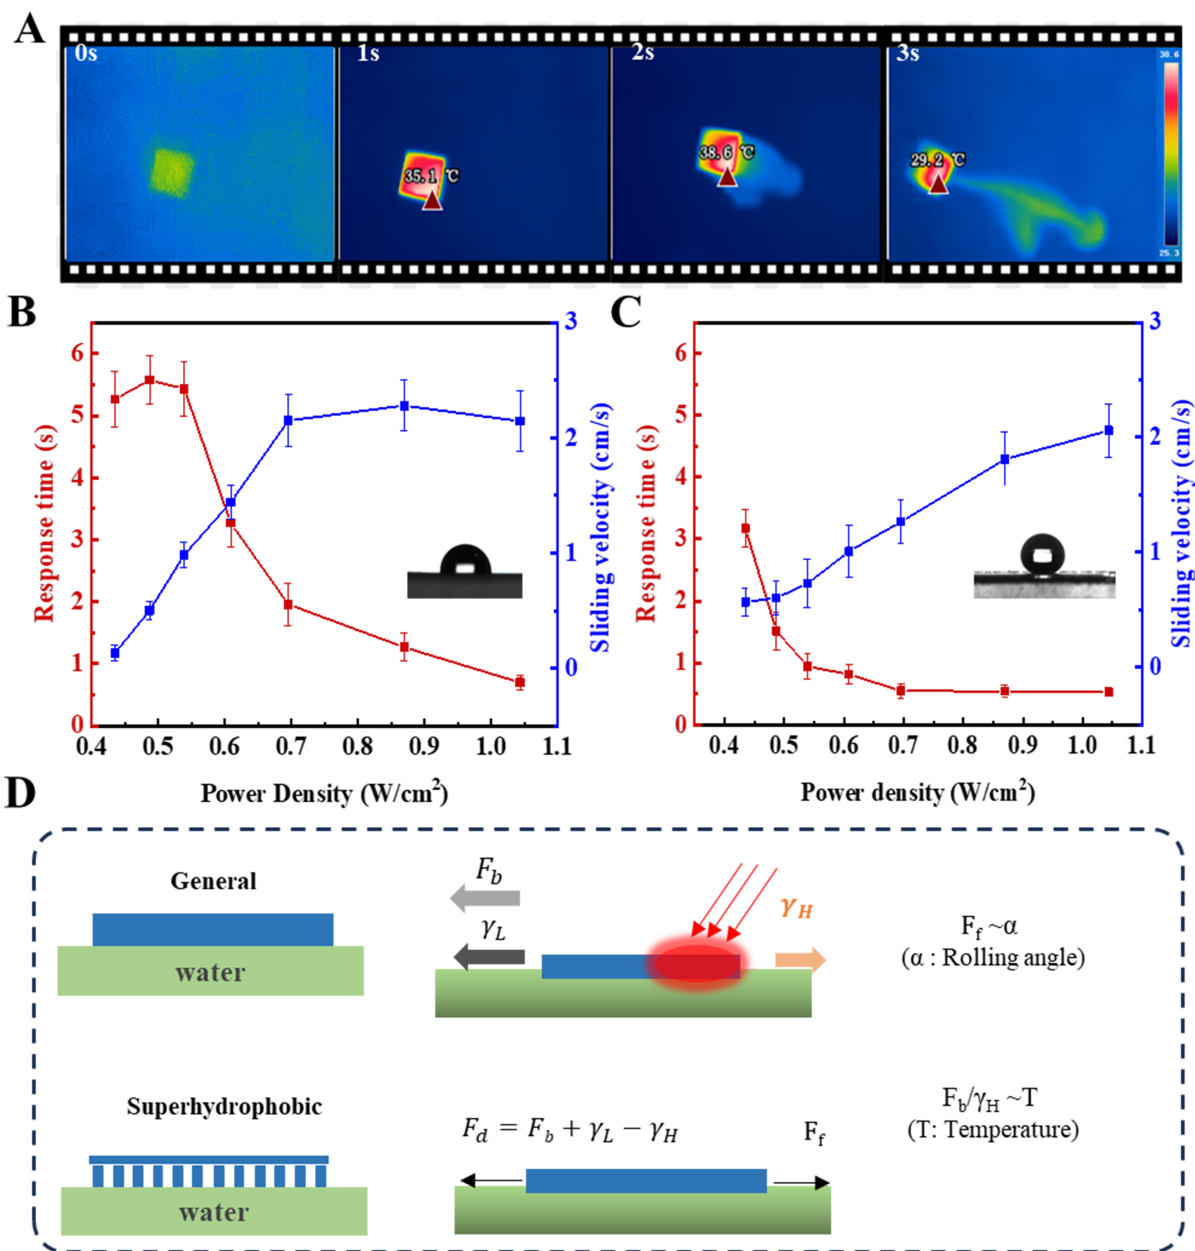 A
0s
1s
2s
3s
35.1 ℃
38.6 ℃
29.2 ℃
38.6
25.3
B
Response time (s)
6
5
4
3
2
1
0
3
2
1
0
Sliding velocity (cm/s)
0.4 0.5 0.6 0.7 0.8 0.9 1.0 1.1
Power Density (W/cm²)
C
Response time (s)
6
5
4
3
2
1
0
3
2
1
0
Sliding velocity (cm/s)
0.4 0.5 0.6 0.7 0.8 0.9 1.0 1.1
Power density (W/cm²)
D
General
water
F_b
γ_L
γ_H
F_f ~α
(α : Rolling angle)
Superhydrophobic
water
F_d = F_b + γ_L − γ_H
F_f
F_b/γ_H ~T
(T: Temperature)